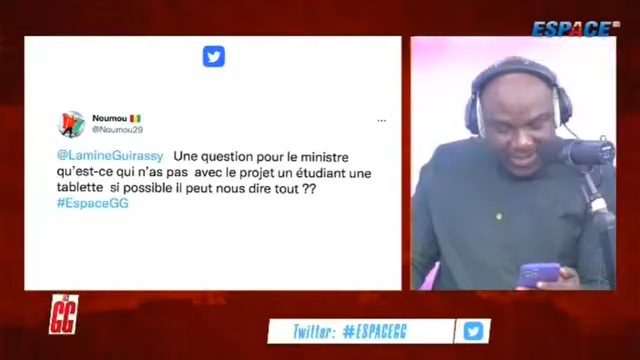 ESPACE
Noumou
@Noumou29
@LamineGuirassy Une question pour le ministre
qu'est-ce qui n'as pas avec le projet un étudiant une
tablette si possible il peut nous dire tout ??
#EspaceGG
GG
Twitter: #ESPACEGG